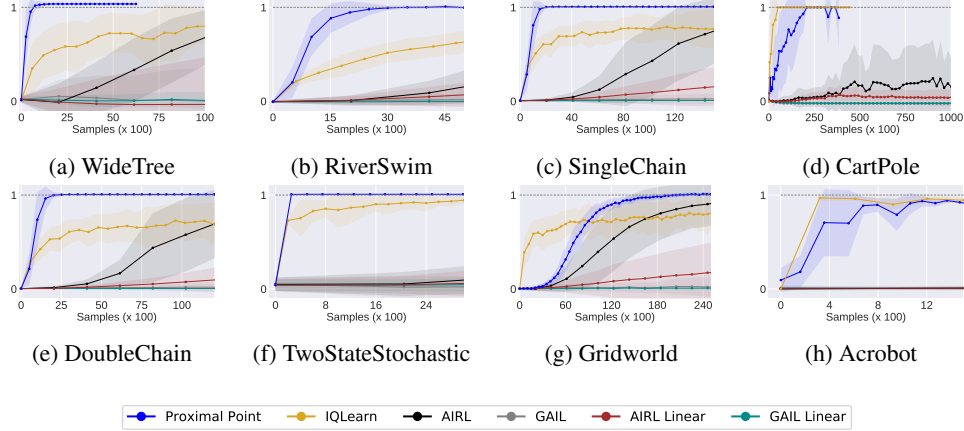 1
0
0 25 50 75 100
Samples (x 100)
(a) WideTree
1
0
0 15 30 45
Samples (x 100)
(b) RiverSwim
1
0
0 40 80 120
Samples (x 100)
(c) SingleChain
1
0
0 250 500 750 1000
Samples (x 100)
(d) CartPole
1
0
0 25 50 75 100
Samples (x 100)
(e) DoubleChain
1
0
0 8 16 24
Samples (x 100)
(f) TwoStateStochastic
1
0
0 60 120 180 240
Samples (x 100)
(g) Gridworld
1
0
0 4 8 12
Samples (x 100)
(h) Acrobot
Proximal Point IQLearn AIRL GAIL AIRL Linear GAIL Linear